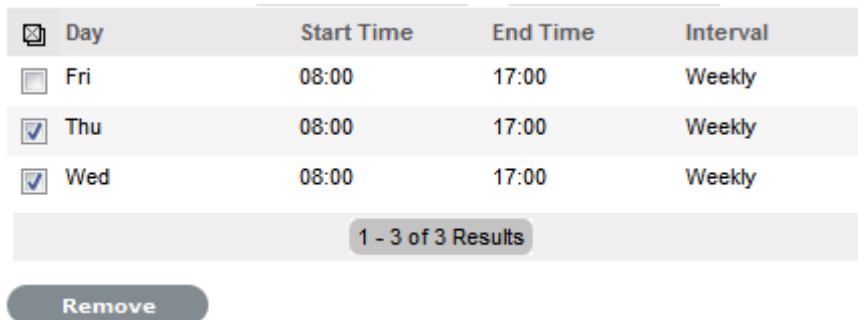 Day Start Time End Time Interval
Fri 08:00 17:00 Weekly
Thu 08:00 17:00 Weekly
Wed 08:00 17:00 Weekly
1 - 3 of 3 Results
Remove